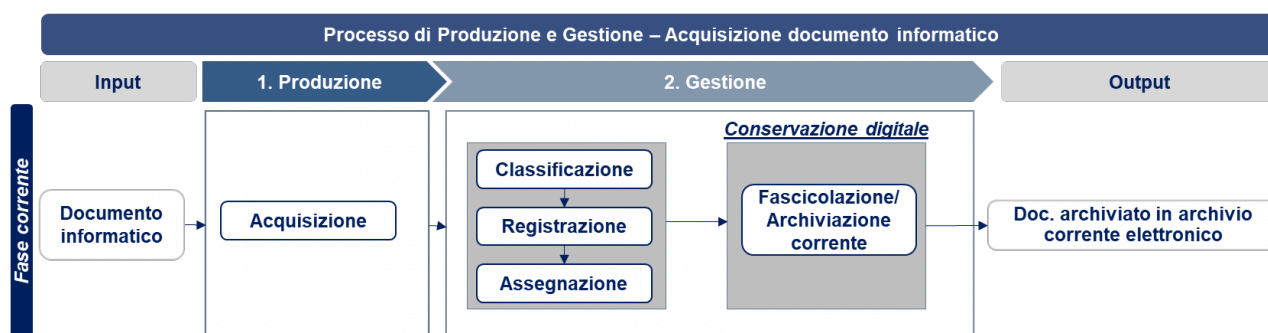 Processo di Produzione e Gestione – Acquisizione documento informatico
Input
1. Produzione
2. Gestione
Output
Fase corrente
Documento
informatico
Acquisizione
Classificazione
Registrazione
Assegnazione
Conservazione digitale
Fascicolazione/
Archiviazione
corrente
Doc. archiviato in archivio
corrente elettronico